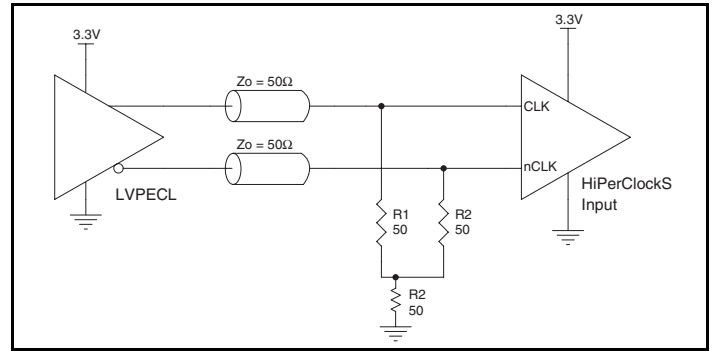 3.3V
3.3V
Zo = 50Ω
CLK
Zo = 50Ω
nCLK
LVPECL
HiPerClockS
Input
R1
50
R2
50
R2
50